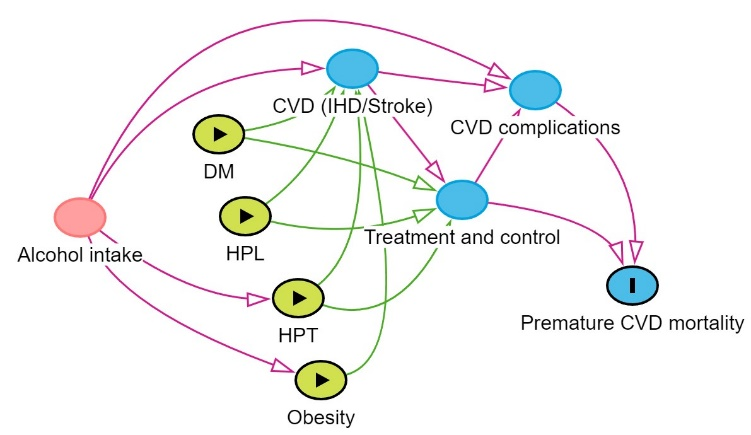 CVD (IHD/Stroke)
CVD complications
DM
Treatment and control
HPL
Alcohol intake
Premature CVD mortality
HPT
Obesity